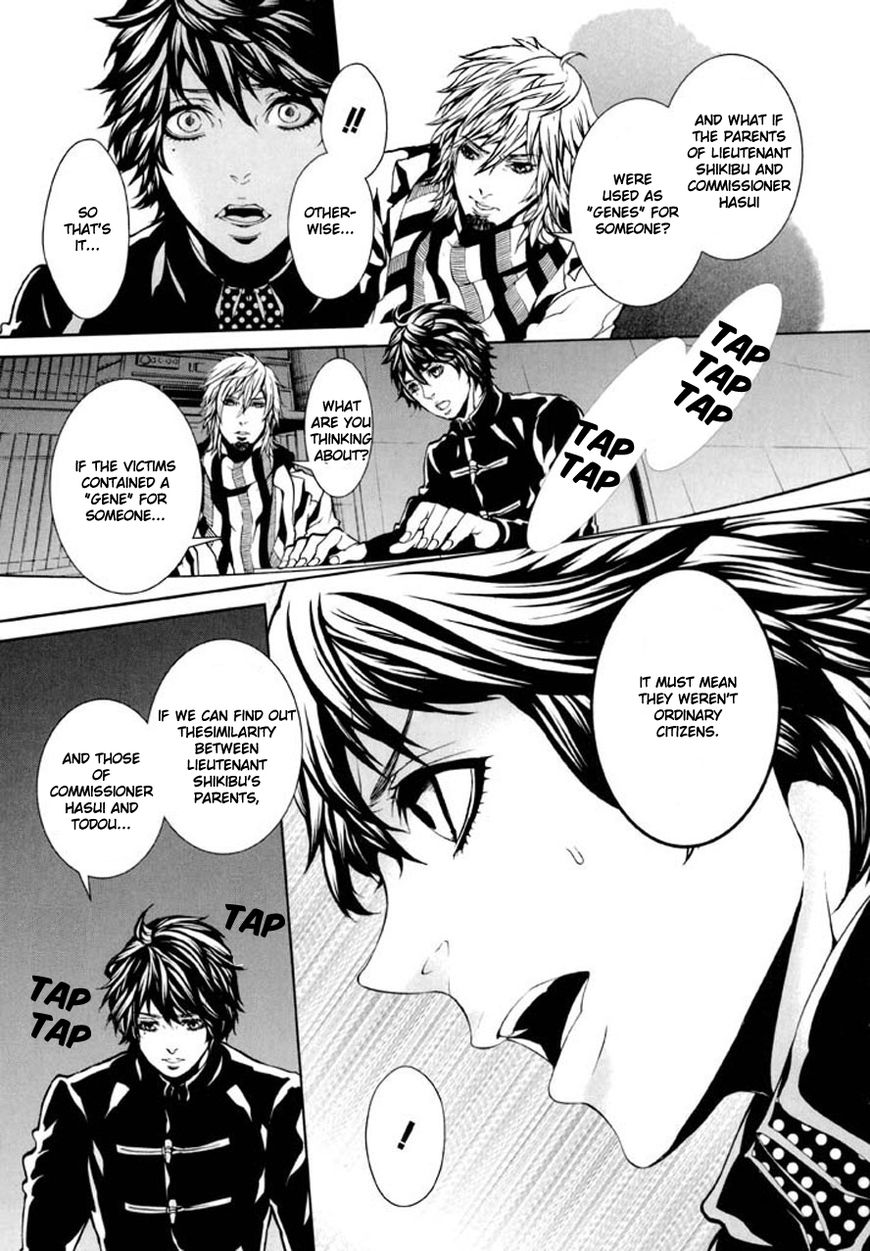 AND WHAT IF
THE PARENTS
OF LIEUTENANT
SHIKIBU AND
COMMISSIONER
HASUI
WERE
USED AS
"GENES" FOR
SOMEONE?
!!
OTHER-
WISE...
SO
THAT'S
IT...
TAP
TAP
TAP
TAP
TAP
WHAT
ARE YOU
THINKING
ABOUT?
IF THE VICTIMS
CONTAINED A
"GENE" FOR
SOMEONE...
IT MUST MEAN
THEY WEREN'T
ORDINARY
CITIZENS.
IF WE CAN FIND OUT
THESIMILARITY
BETWEEN
LIEUTENANT
SHIKIBU'S
PARENTS,
AND THOSE
OF
COMMISSIONER
HASUI AND
TODOU...
TAP
TAP
TAP
!